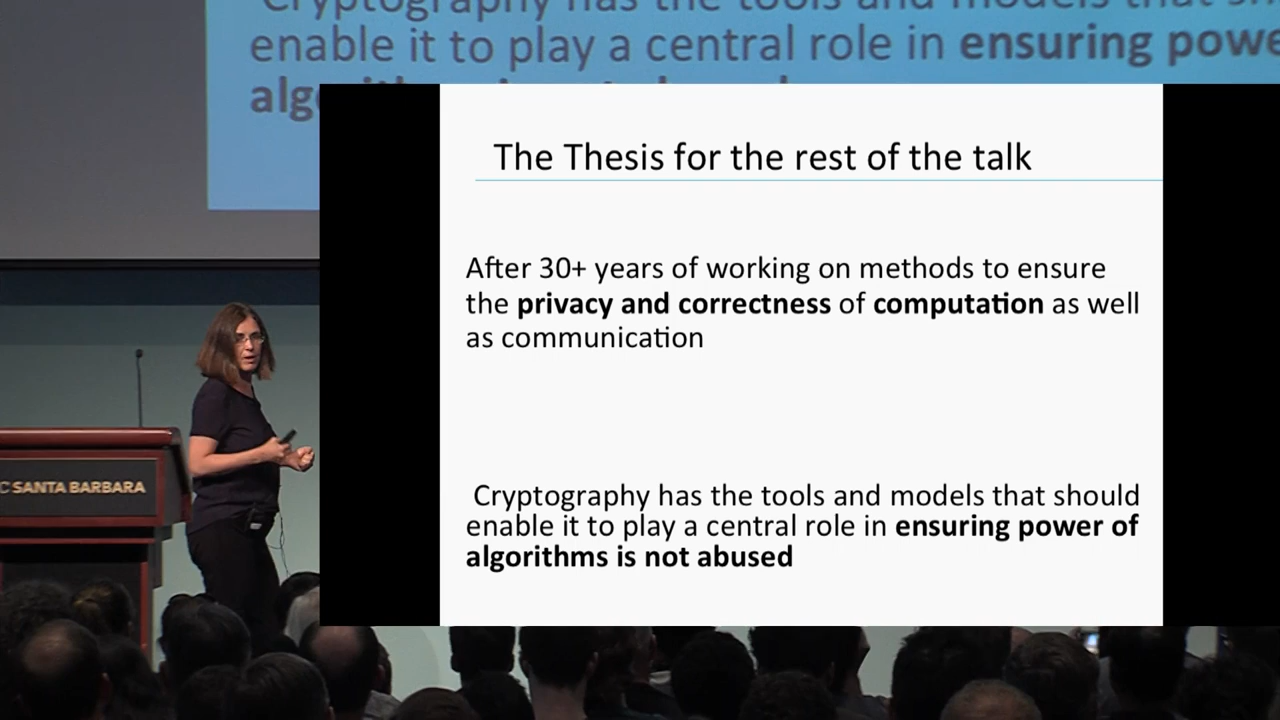 Cryptography has the tools and models that
enable it to play a central role in ensuring
The Thesis for the rest of the talk
After 30+ years of working on methods to ensure
the privacy and correctness of computation as well
as communication
Cryptography has the tools and models that should
enable it to play a central role in ensuring power of
algorithms is not abused
SANTA BARBARA